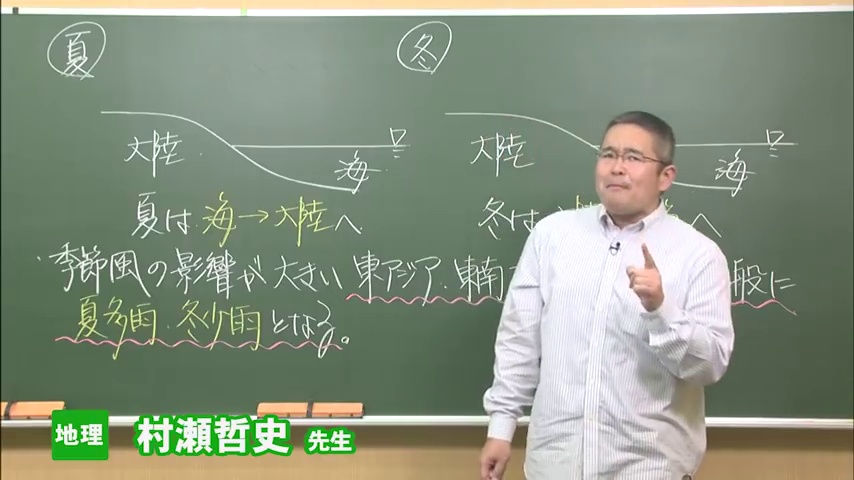 夏
冬
大陸
海
大陸
海
夏は 海→大陸へ
冬は へ
・季節風の影響が大きい 東アジア・東南 般に
夏多雨・冬少雨となる。
地理 村瀬哲史 先生